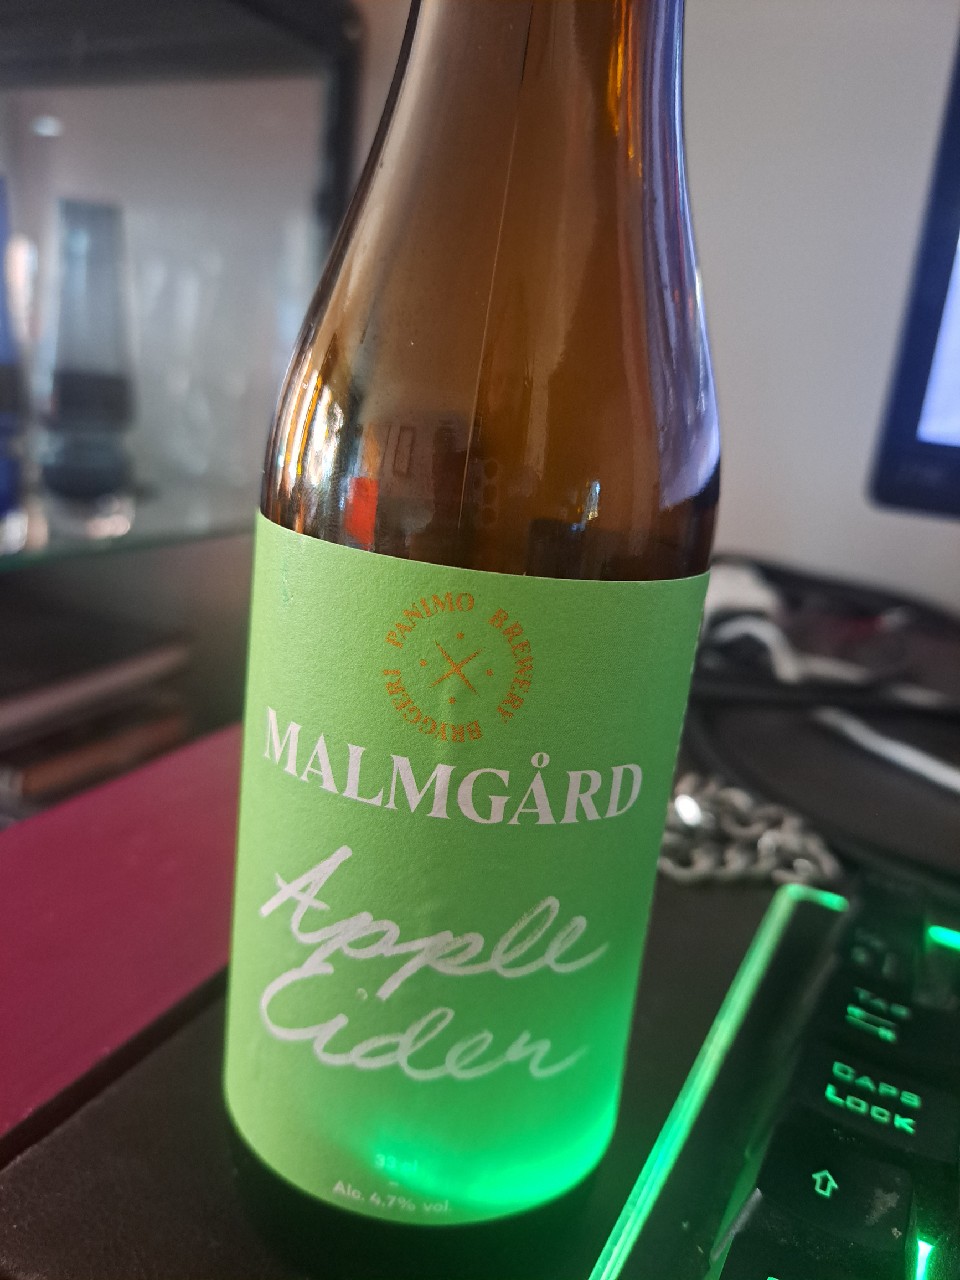 PANIMO BREWERY BRYGGERI
MALMGÅRD
Apple
Cider
33 cl
Alc. 4,7% vol.
TAB
CAPS
LOCK